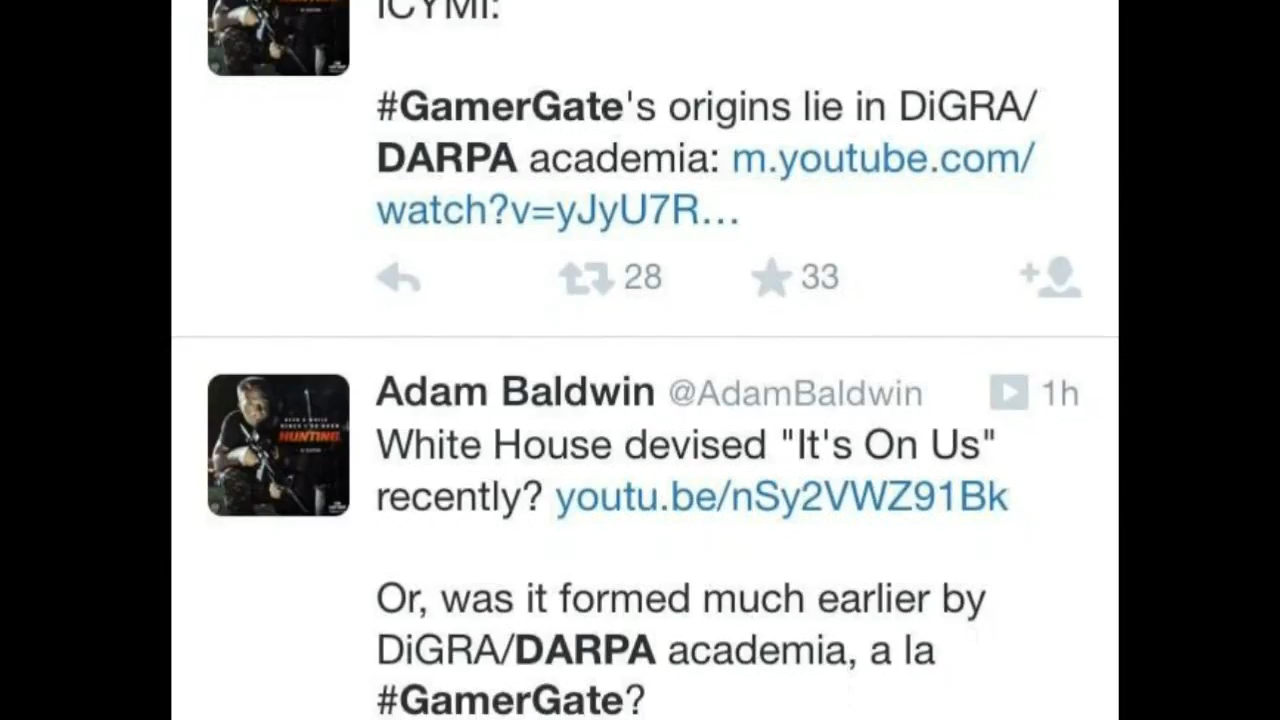 ICYMI:
#GamerGate's origins lie in DiGRA/
DARPA academia: m.youtube.com/
watch?v=yJyU7R...
28 33
Adam Baldwin @AdamBaldwin 1h
White House devised "It's On Us"
recently? youtu.be/nSy2VWZ91Bk
HUNTING
Or, was it formed much earlier by
DiGRA/DARPA academia, a la
#GamerGate?